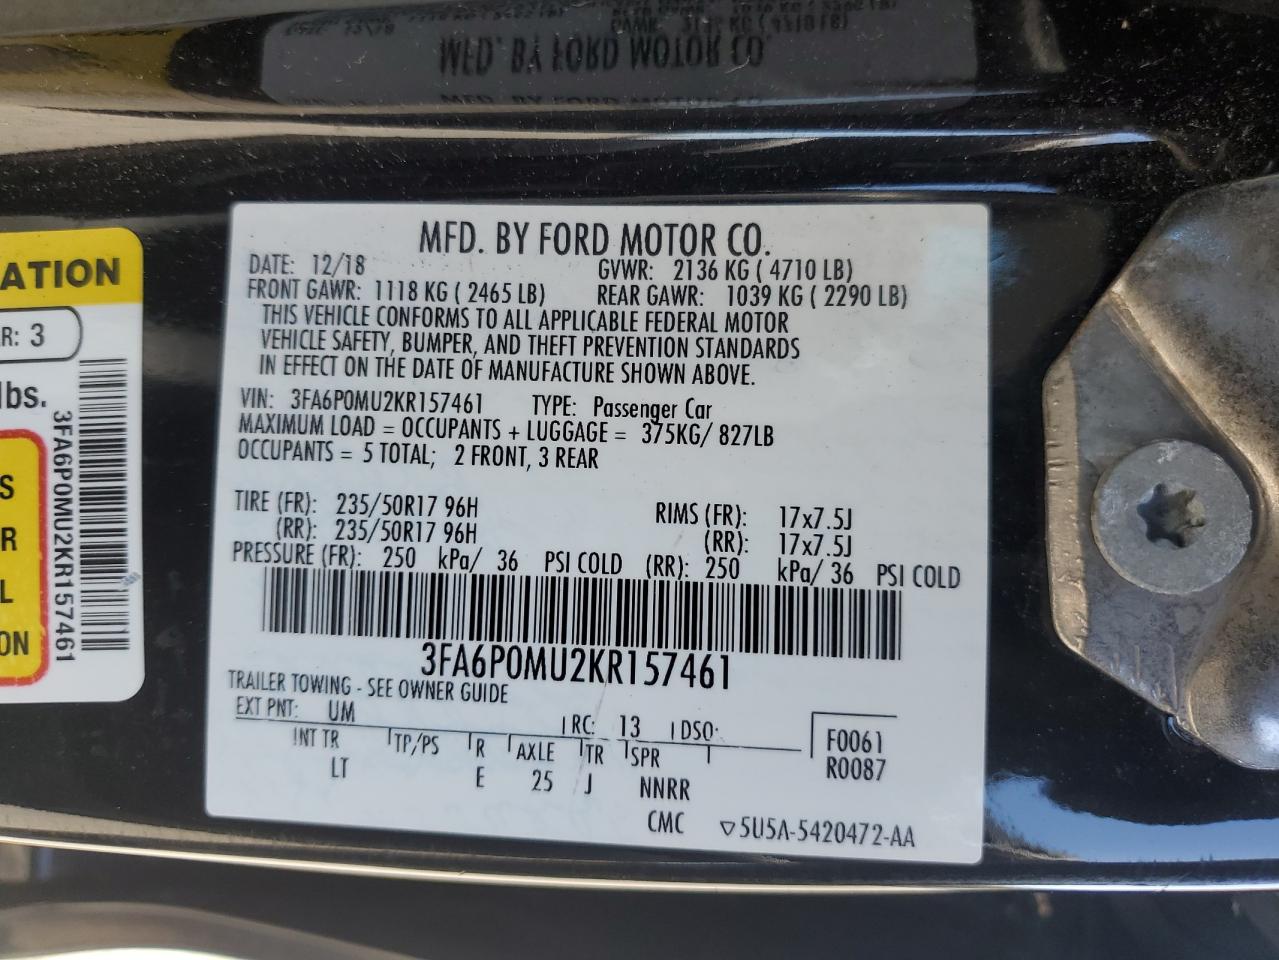 MFD. BY FORD MOTOR CO.
DATE: 12/18 GVWR: 2136 KG ( 4710 LB)
FRONT GAWR: 1118 KG ( 2465 LB) REAR GAWR: 1039 KG ( 2290 LB)
THIS VEHICLE CONFORMS TO ALL APPLICABLE FEDERAL MOTOR
VEHICLE SAFETY, BUMPER, AND THEFT PREVENTION STANDARDS
IN EFFECT ON THE DATE OF MANUFACTURE SHOWN ABOVE.
VIN: 3FA6P0MU2KR157461 TYPE: Passenger Car
MAXIMUM LOAD = OCCUPANTS + LUGGAGE = 375KG/ 827LB
OCCUPANTS = 5 TOTAL; 2 FRONT, 3 REAR
TIRE (FR): 235/50R17 96H RIMS (FR): 17x7.5J
(RR): 235/50R17 96H (RR): 17x7.5J
PRESSURE (FR): 250 kPa/ 36 PSI COLD (RR): 250 kPa/ 36 PSI COLD
3FA6P0MU2KR157461
TRAILER TOWING - SEE OWNER GUIDE
EXT PNT: UM RC: 13 DSO:
INT TR TP/PS R AXLE TR SPR
LT E 25 J NNRR
F0061
R0087
CMC ▽5U5A-5420472-AA
ATION
R: 3
lbs.
3FA6P0MU2KR157461
S
R
L
ON
MFD. BY FORD MOTOR CO.